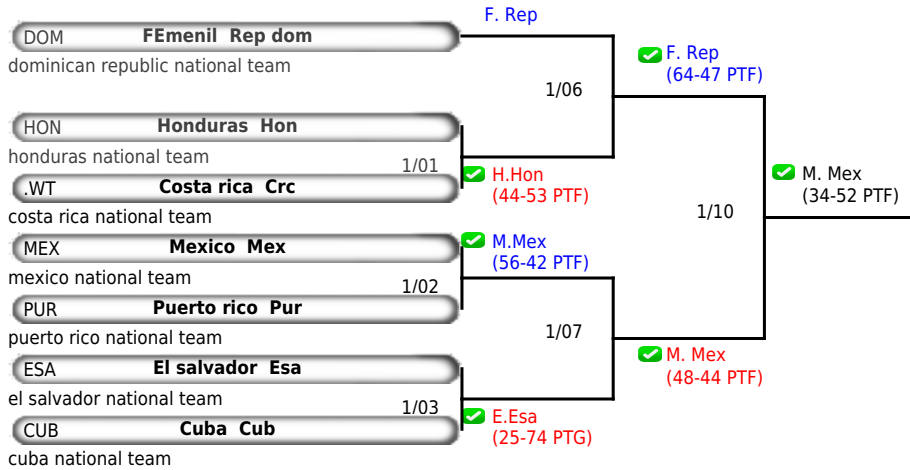 F. Rep
DOM FEmenil Rep dom
dominican republic national team
F. Rep
(64-47 PTF)
1/06
HON Honduras Hon
honduras national team
1/01
H.Hon
(44-53 PTF)
.WT Costa rica Crc
costa rica national team
M. Mex
(34-52 PTF)
1/10
MEX Mexico Mex
mexico national team
M.Mex
(56-42 PTF)
1/02
PUR Puerto rico Pur
puerto rico national team
1/07
M. Mex
(48-44 PTF)
ESA El salvador Esa
el salvador national team
1/03
E.Esa
(25-74 PTG)
CUB Cuba Cub
cuba national team